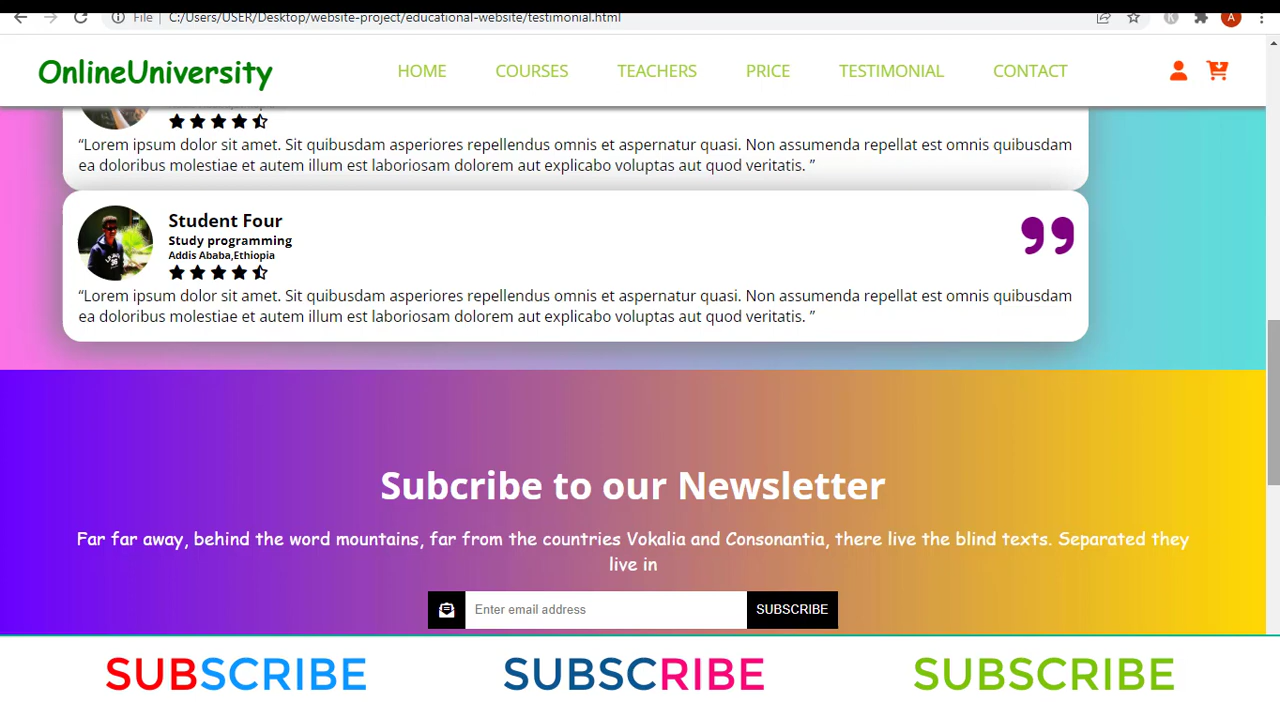 File C:/Users/USER/Desktop/website-project/educational-website/testimonial.html
K A
OnlineUniversity HOME COURSES TEACHERS PRICE TESTIMONIAL CONTACT
“Lorem ipsum dolor sit amet. Sit quibusdam asperiores repellendus omnis et aspernatur quasi. Non assumenda repellat est omnis quibusdam
ea doloribus molestiae et autem illum est laboriosam dolorem aut explicabo voluptas aut quod veritatis. ”
Student Four
Study programming
Addis Ababa,Ethiopia
“Lorem ipsum dolor sit amet. Sit quibusdam asperiores repellendus omnis et aspernatur quasi. Non assumenda repellat est omnis quibusdam
ea doloribus molestiae et autem illum est laboriosam dolorem aut explicabo voluptas aut quod veritatis. ”
Subcribe to our Newsletter
Far far away, behind the word mountains, far from the countries Vokalia and Consonantia, there live the blind texts. Separated they
live in
Enter email address SUBSCRIBE
SUBSCRIBE SUBSCRIBE SUBSCRIBE